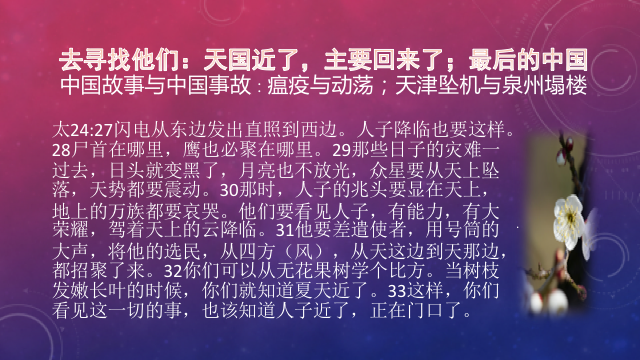 去寻找他们：天国近了，主要回来了；最后的中国
中国故事与中国事故：瘟疫与动荡；天津坠机与泉州塌楼
太24:27闪电从东边发出直照到西边。人子降临也要这样。
28尸首在哪里，鹰也必聚在哪里。29那些日子的灾难一
过去，日头就变黑了，月亮也不放光，众星要从天上坠
落，天势都要震动。30那时，人子的兆头要显在天上，
地上的万族都要哀哭。他们要看见人子，有能力，有大
荣耀，驾着天上的云降临。31他要差遣使者，用号筒的
大声，将他的选民，从四方（风），从天这边到天那边，
都招聚了来。32你们可以从无花果树学个比方。当树枝
发嫩长叶的时候，你们就知道夏天近了。33这样，你们
看见这一切的事，也该知道人子近了，正在门口了。